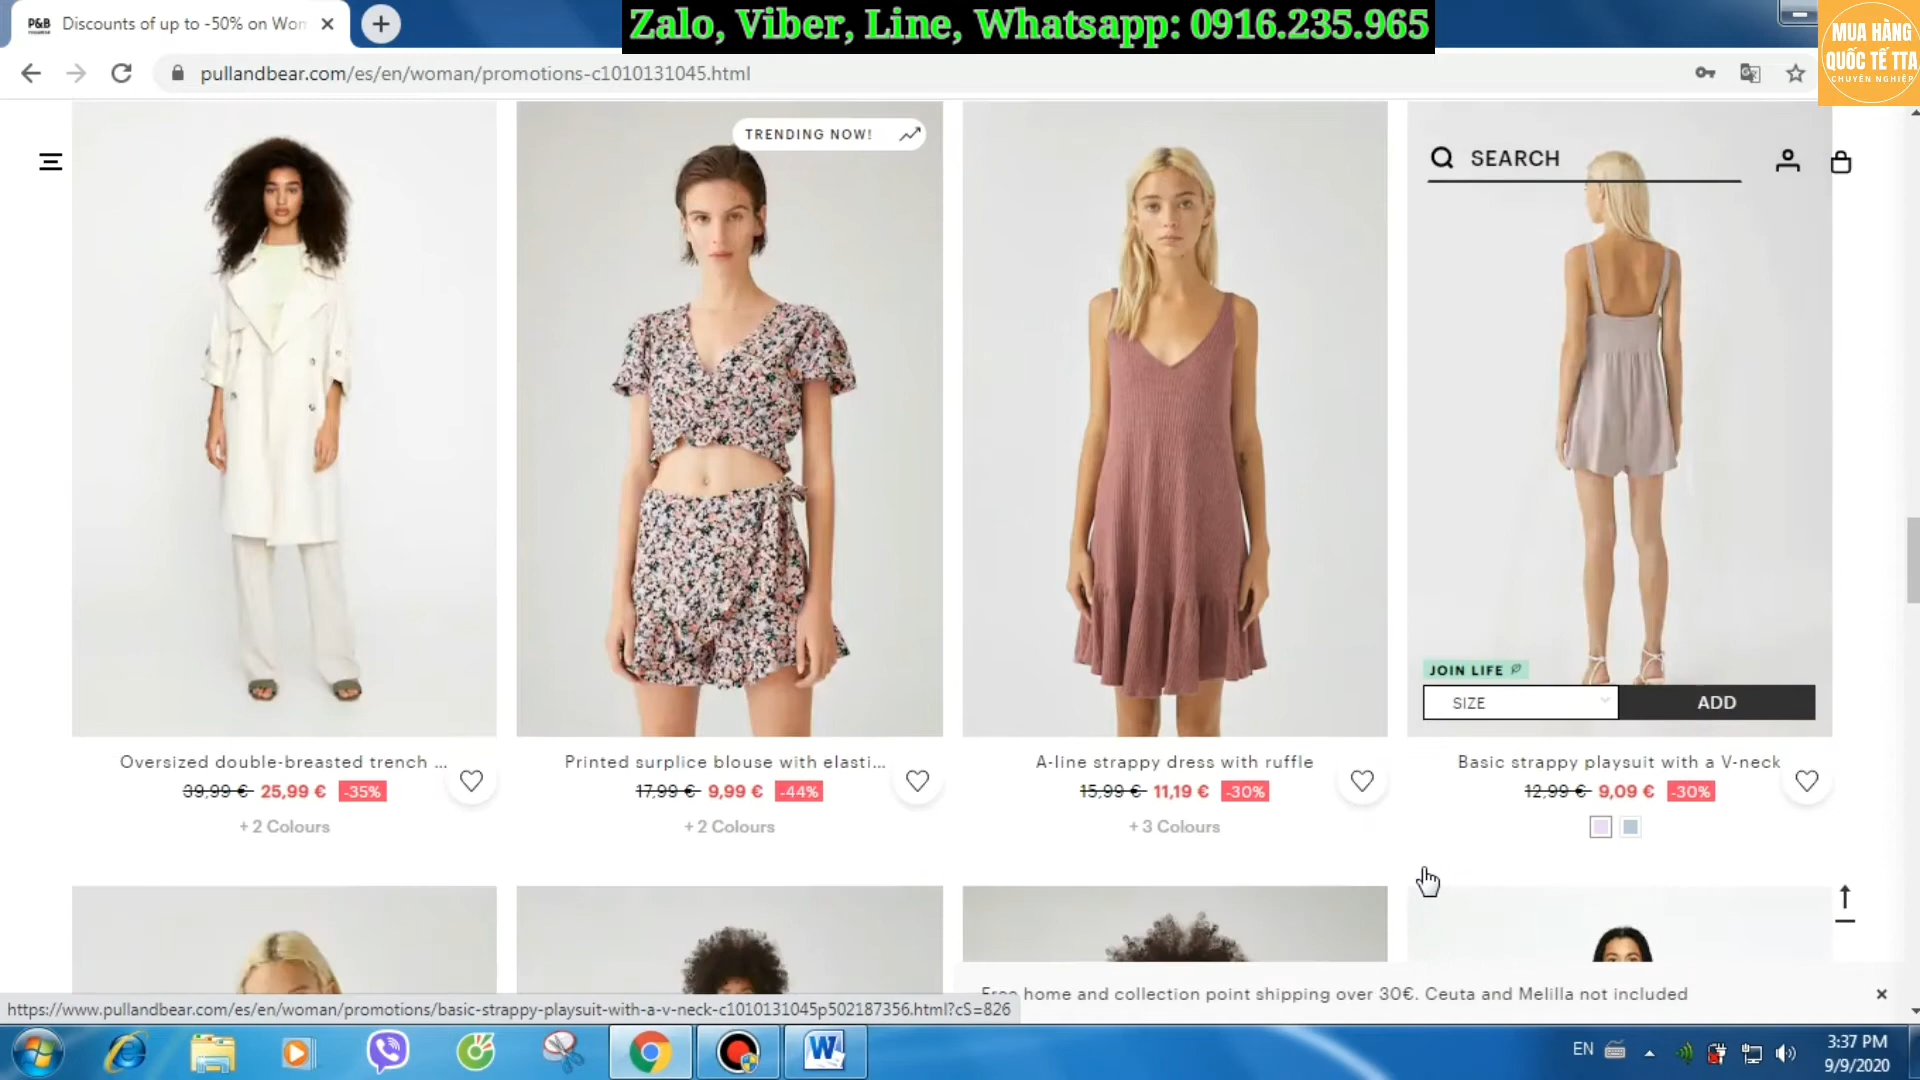 P&B
Discounts of up to -50% on Wom
Zalo, Viber, Line, Whatsapp: 0916.235.965
MUA HÀNG
QUỐC TẾ TTA
CHUYÊN NGHIỆP
pullandbear.com/es/en/woman/promotions-c1010131045.html
TRENDING NOW!
SEARCH
JOIN LIFE
SIZE
ADD
Oversized double-breasted trench ...
39,99 € 25,99 € -35%
+ 2 Colours
Printed surplice blouse with elasti...
17,99 € 9,99 € -44%
+ 2 Colours
A-line strappy dress with ruffle
15,99 € 11,19 € -30%
+ 3 Colours
Basic strappy playsuit with a V-neck
12,99 € 9,09 € -30%
Free home and collection point shipping over 30€. Ceuta and Melilla not included
https://www.pullandbear.com/es/en/woman/promotions/basic-strappy-playsuit-with-a-v-neck-c1010131045p502187356.html?cS=826
EN
3:37 PM
9/9/2020